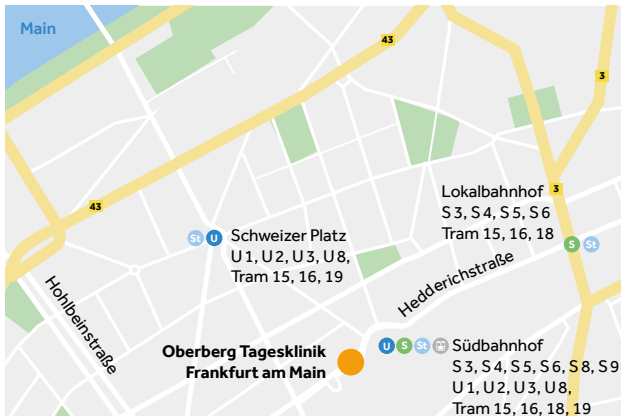 Main
43
3
43
Lokalbahnhof
S 3, S 4, S 5, S 6
Tram 15, 16, 18
3
S St
St U
Schweizer Platz
U 1, U 2, U 3, U 8,
Tram 15, 16, 19
Hohlbeinstraße
Hedderichstraße
Oberberg Tagesklinik
Frankfurt am Main
U S St
Südbahnhof
S 3, S 4, S 5, S 6, S 8, S 9
U 1, U 2, U 3, U 8,
Tram 15, 16, 18, 19